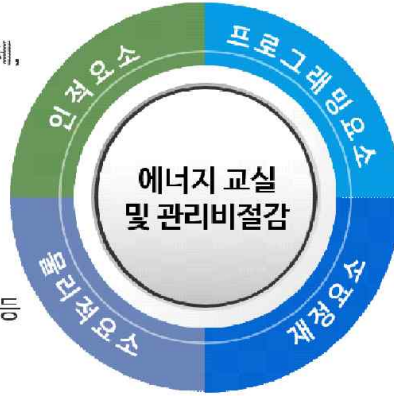 인적요소
프로그래밍요소
에너지 교실
및 관리비절감
물리적요소
재정요소
등